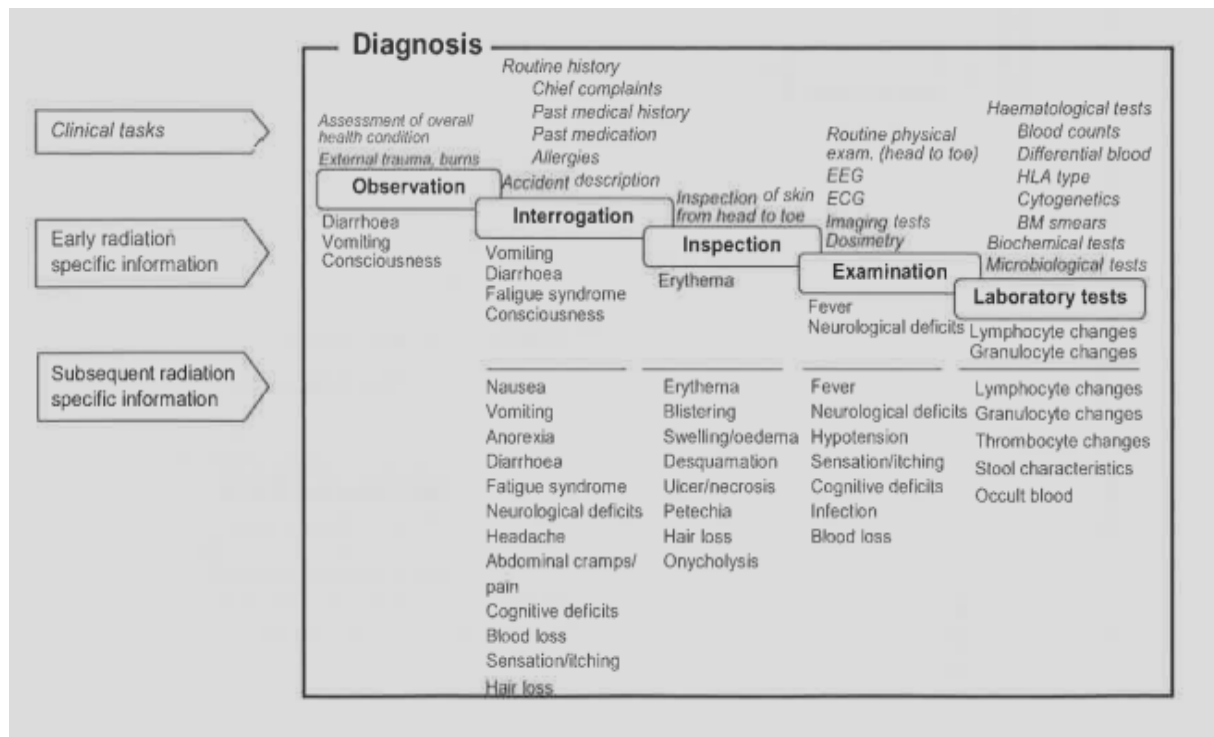 Diagnosis
Clinical tasks
Early radiation
specific information
Subsequent radiation
specific information
Assessment of overall
health condition
External trauma, burns
Observation
Diarrhoea
Vomiting
Consciousness
Routine history
Chief complaints
Past medical history
Past medication
Allergies
Accident description
Interrogation
Vomiting
Diarrhoea
Fatigue syndrome
Consciousness
Nausea
Vomiting
Anorexia
Diarrhoea
Fatigue syndrome
Neurological deficits
Headache
Abdominal cramps/
pain
Cognitive deficits
Blood loss
Sensation/itching
Hair loss
Inspection of skin
from head to toe
Inspection
Erythema
Erythema
Blistering
Swelling/oedema
Desquamation
Ulcer/necrosis
Petechia
Hair loss
Onycholysis
Routine physical
exam. (head to toe)
EEG
ECG
Imaging tests
Dosimetry
Examination
Fever
Neurological deficits
Fever
Neurological deficits
Hypotension
Sensation/itching
Cognitive deficits
Infection
Blood loss
Haematological tests
Blood counts
Differential blood
HLA type
Cytogenetics
BM smears
Biochemical tests
Microbiological tests
Laboratory tests
Lymphocyte changes
Granulocyte changes
Lymphocyte changes
Granulocyte changes
Thrombocyte changes
Stool characteristics
Occult blood